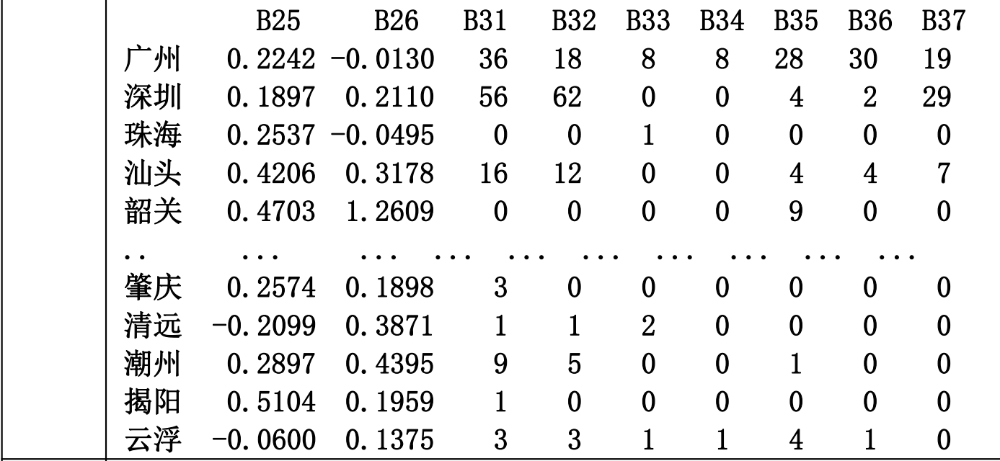 B25 B26 B31 B32 B33 B34 B35 B36 B37
广州 0.2242 -0.0130 36 18 8 8 28 30 19
深圳 0.1897 0.2110 56 62 0 0 4 2 29
珠海 0.2537 -0.0495 0 0 1 0 0 0 0
汕头 0.4206 0.3178 16 12 0 0 4 4 7
韶关 0.4703 1.2609 0 0 0 0 9 0 0
.. ... ... ... ... ... ... ... ... ...
肇庆 0.2574 0.1898 3 0 0 0 0 0 0
清远 -0.2099 0.3871 1 1 2 0 0 0 0
潮州 0.2897 0.4395 9 5 0 0 1 0 0
揭阳 0.5104 0.1959 1 0 0 0 0 0 0
云浮 -0.0600 0.1375 3 3 1 1 4 1 0